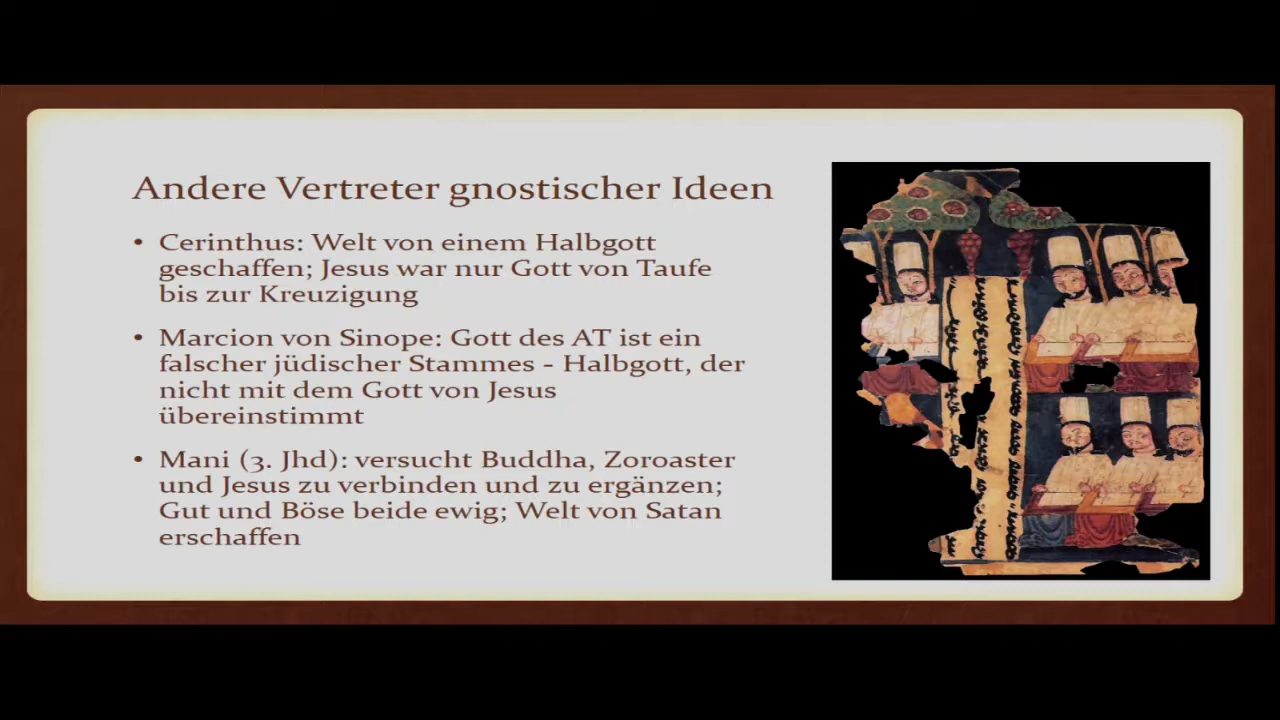 Andere Vertreter gnostischer Ideen
• Cerinthus: Welt von einem Halbgott
geschaffen; Jesus war nur Gott von Taufe
bis zur Kreuzigung
• Marcion von Sinope: Gott des AT ist ein
falscher jüdischer Stammes - Halbgott, der
nicht mit dem Gott von Jesus
übereinstimmt
• Mani (3. Jhd): versucht Buddha, Zoroaster
und Jesus zu verbinden und zu ergänzen;
Gut und Böse beide ewig; Welt von Satan
erschaffen